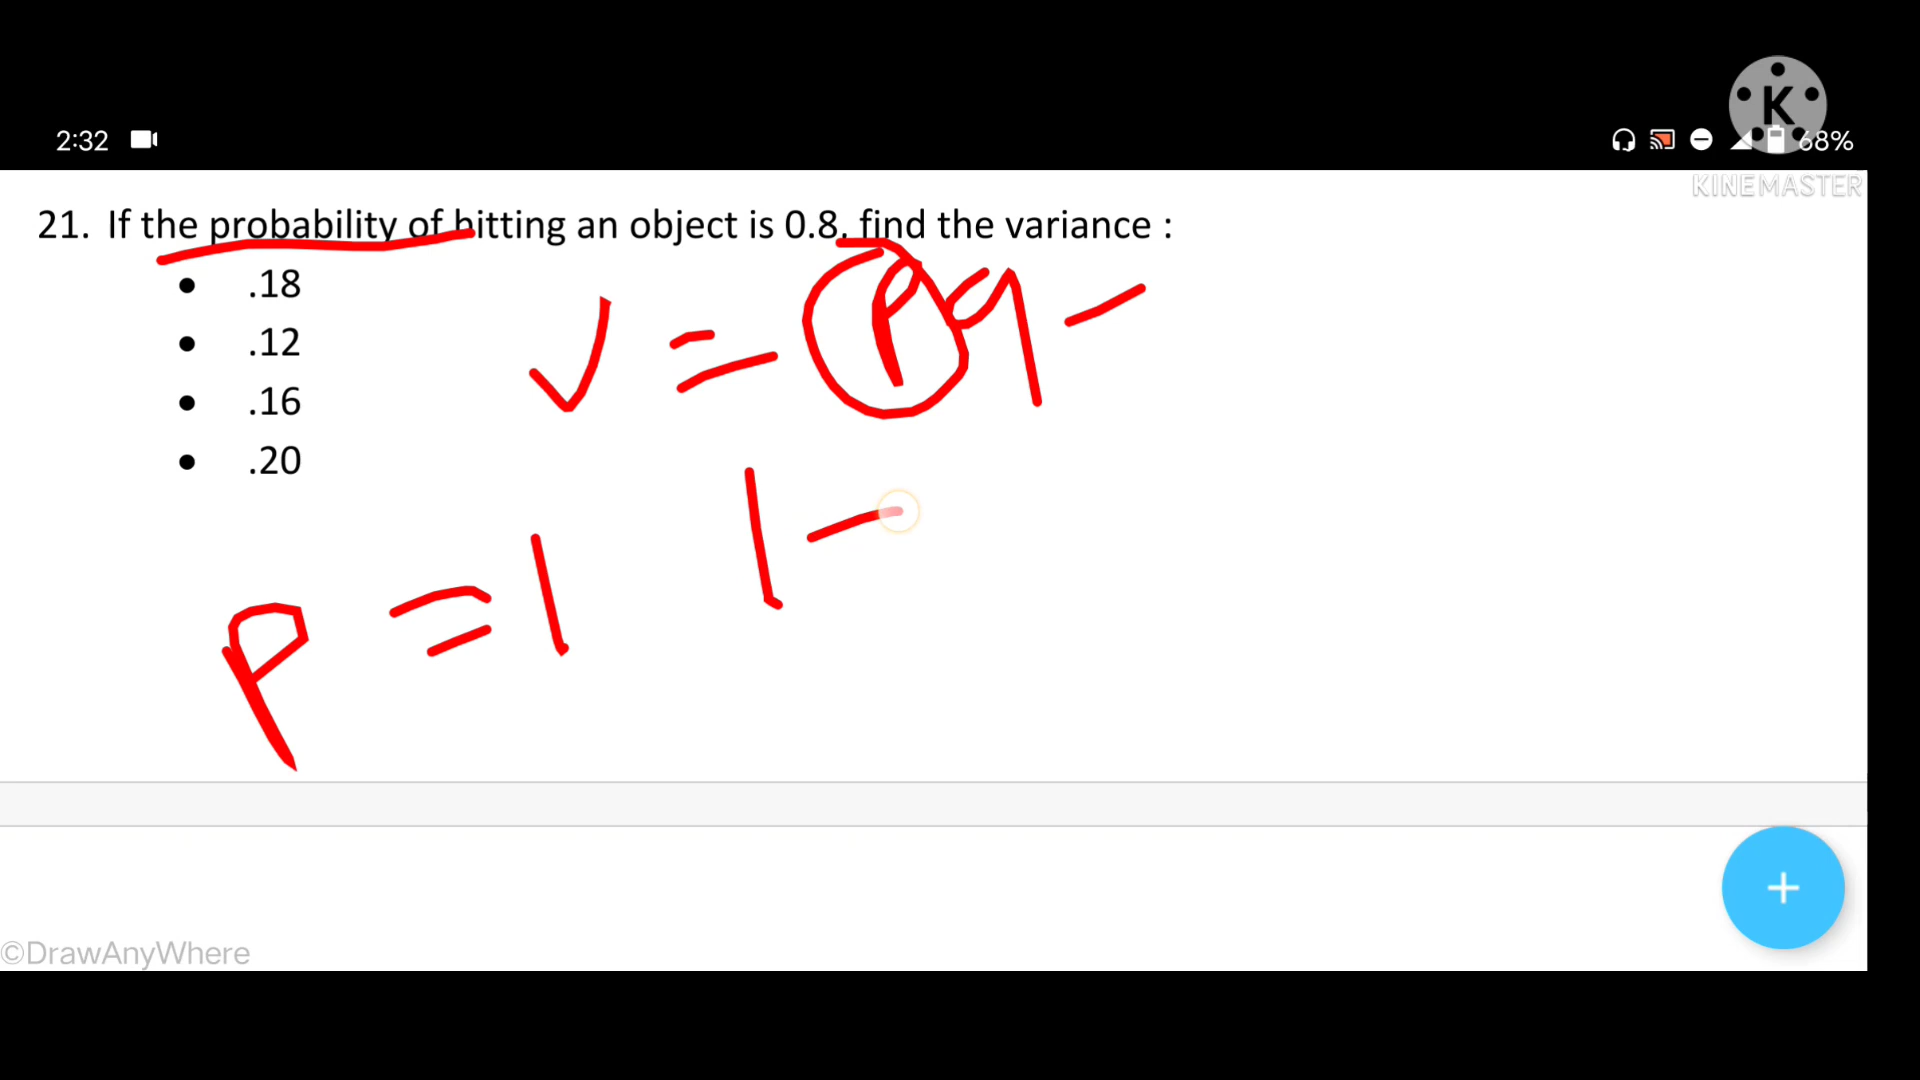 2:32 68%
K
KINEMASTER
21. If the probability of hitting an object is 0.8, find the variance :
• .18
• .12
• .16
• .20
V = pq -
1 -
P = 1
+
©DrawAnyWhere